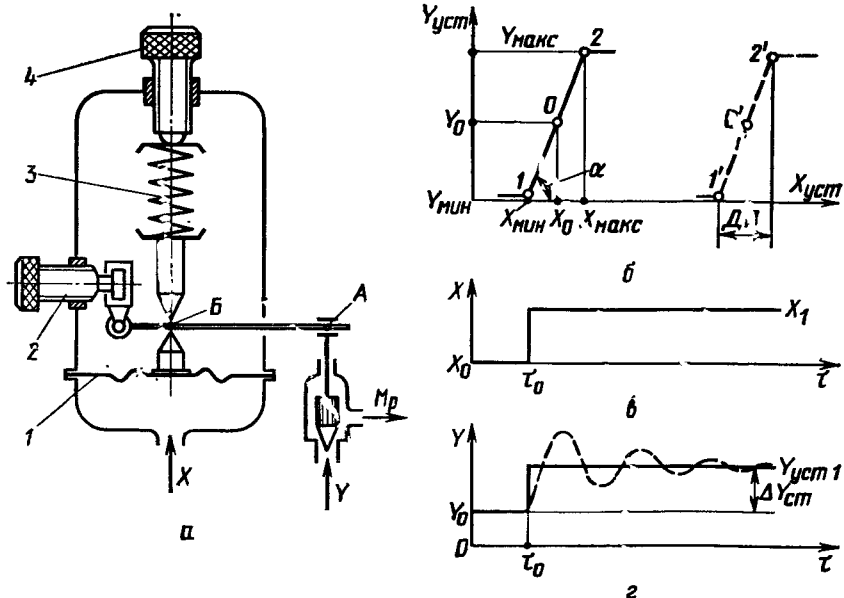 4
3
2
1
Б
А
Mр
X
Y
а
Yуст
Yмакс
2
2'
Y0
0
α
1
1'
Xуст
Yмин
Xмин
X0
Xмакс
б
X
X1
X0
τ0
τ
в
Y
Yуст 1
ΔYст
Y0
0
τ0
τ
г